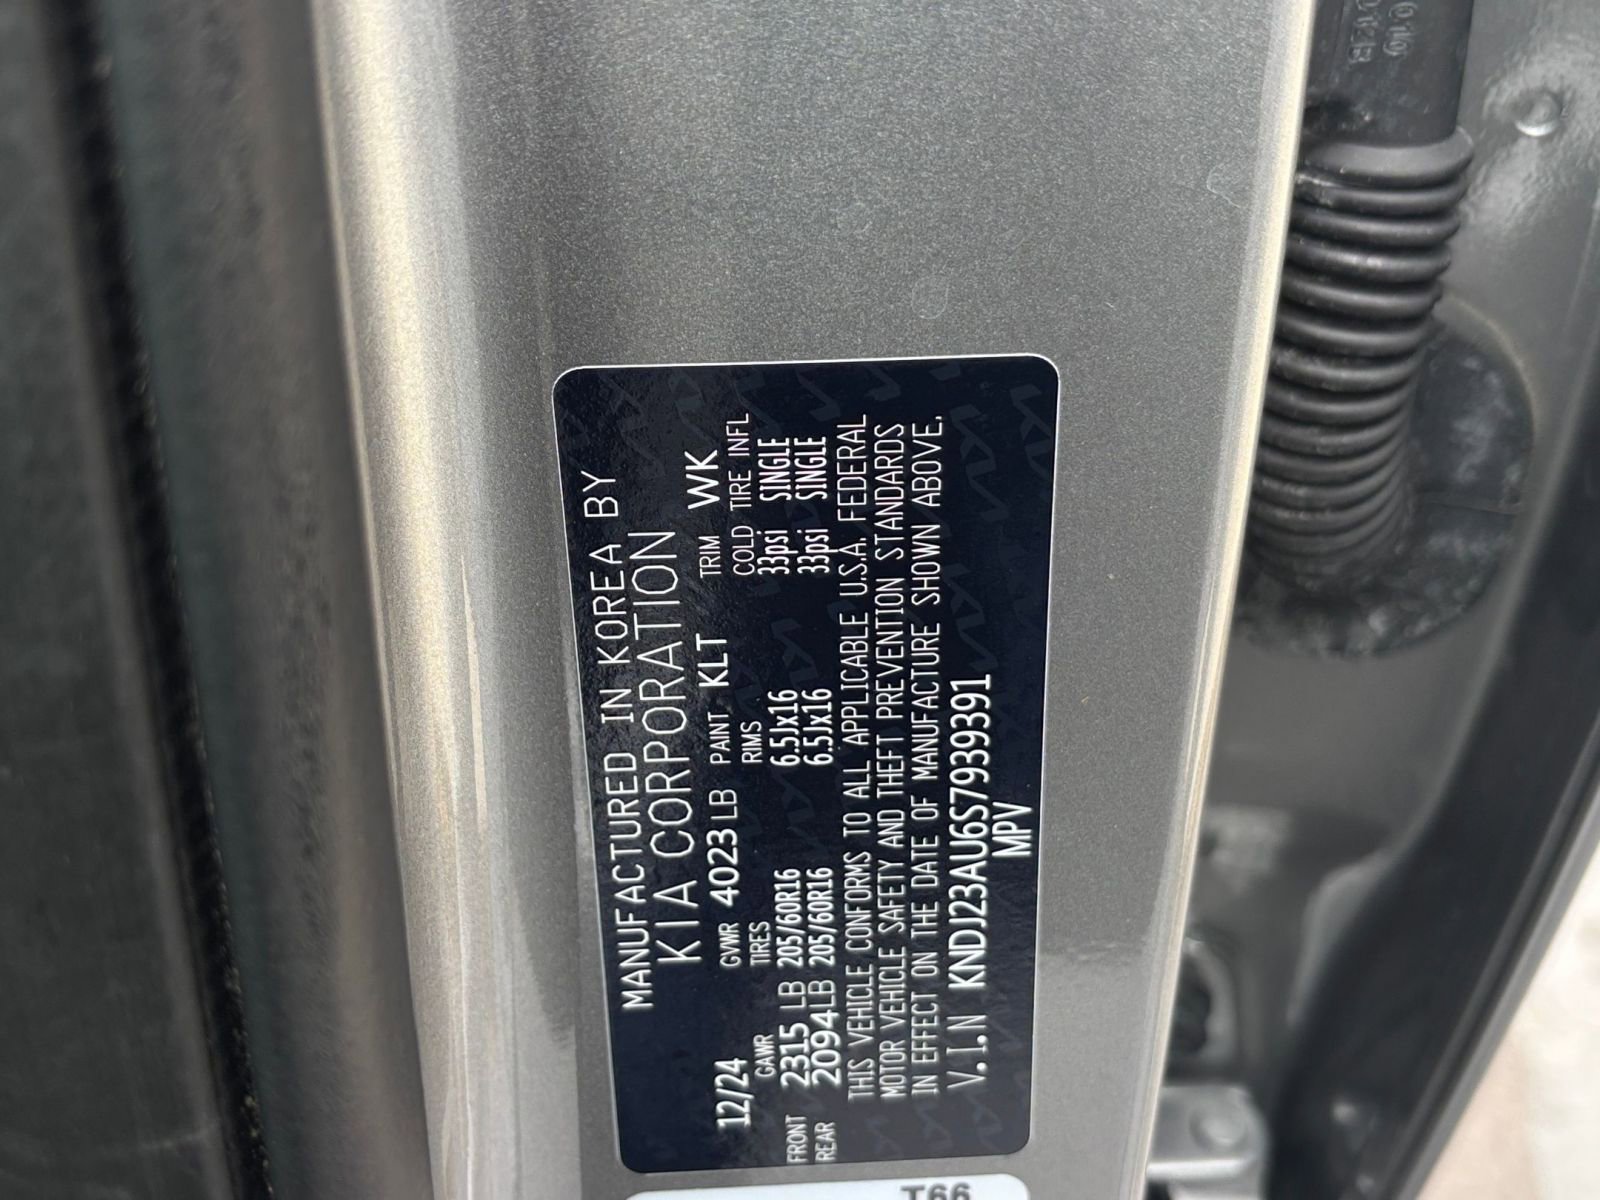 MANUFACTURED IN KOREA BY
KIA CORPORATION
12/24 GVWR 4023 LB PAINT KLT TRIM WK
GAWR TIRES RIMS COLD TIRE INFL
FRONT 2315 LB 205/60R16 6.5Jx16 33psi SINGLE
REAR 2094LB 205/60R16 6.5Jx16 33psi SINGLE
THIS VEHICLE CONFORMS TO ALL APPLICABLE U.S.A. FEDERAL
MOTOR VEHICLE SAFETY AND THEFT PREVENTION STANDARDS
IN EFFECT ON THE DATE OF MANUFACTURE SHOWN ABOVE.
V.I.N KNDJ23AU6S7939391
MPV
T66